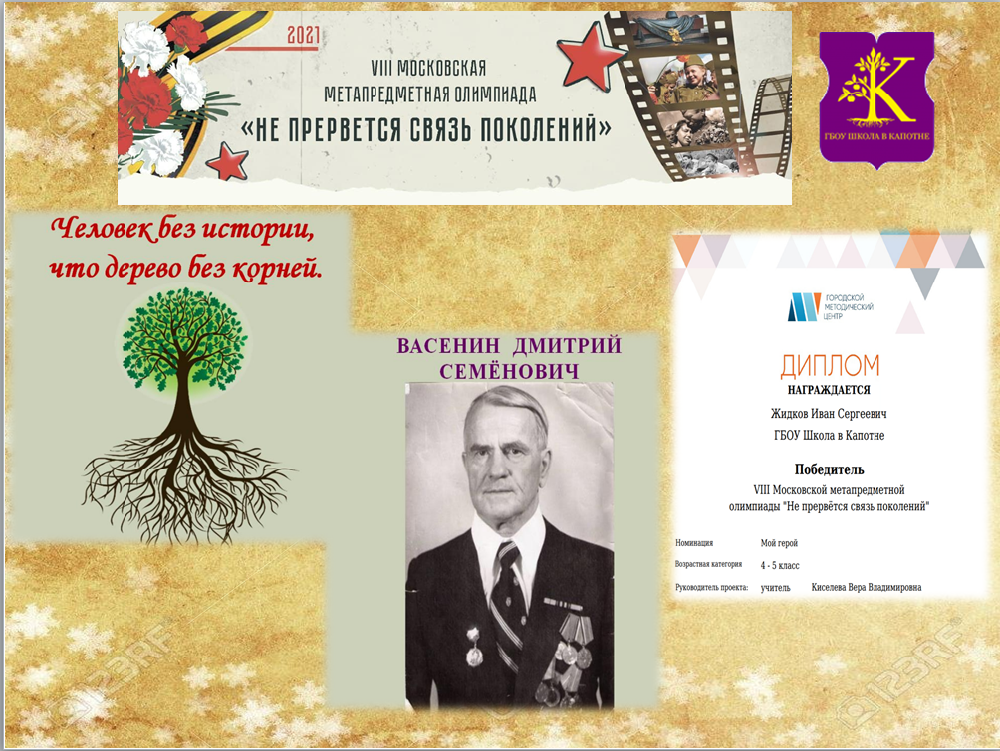 2021
VIII МОСКОВСКАЯ
МЕТАПРЕДМЕТНАЯ ОЛИМПИАДА
«НЕ ПРЕРВЕТСЯ СВЯЗЬ ПОКОЛЕНИЙ»
К
ГБОУ ШКОЛА В КАПОТНЕ
Человек без истории,
что дерево без корней.
ВАСЕНИН ДМИТРИЙ
СЕМЁНОВИЧ
ГОРОДСКОЙ
МЕТОДИЧЕСКИЙ
ЦЕНТР
ДИПЛОМ
НАГРАЖДАЕТСЯ
Жидков Иван Сергеевич
ГБОУ Школа в Капотне
Победитель
VIII Московской метапредметной
олимпиады "Не прервётся связь поколений"
Номинация Мой герой
Возрастная категория 4 - 5 класс
Руководитель проекта: учитель Киселева Вера Владимировна
123RF
123RF